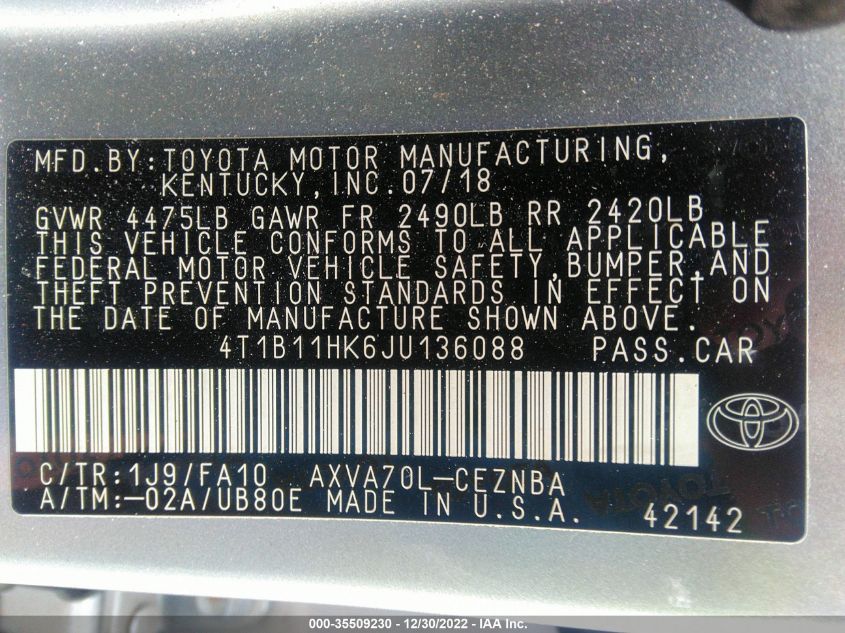 MFD.BY:TOYOTA MOTOR MANUFACTURING,
KENTUCKY,INC.07/18
GVWR 4475LB GAWR FR 2490LB RR 2420LB
THIS VEHICLE CONFORMS TO ALL APPLICABLE
FEDERAL MOTOR VEHICLE SAFETY,BUMPER,AND
THEFT PREVENTION STANDARDS IN EFFECT ON
THE DATE OF MANUFACTURE SHOWN ABOVE.
4T1B11HK6JU136088 PASS.CAR
C/TR:1J9/FA10 AXVA70L-CEZNBA
A/TM:-02A/UB80E MADE IN U.S.A. 42142
TOYOTA
000-35509230 - 12/30/2022 - IAA Inc.